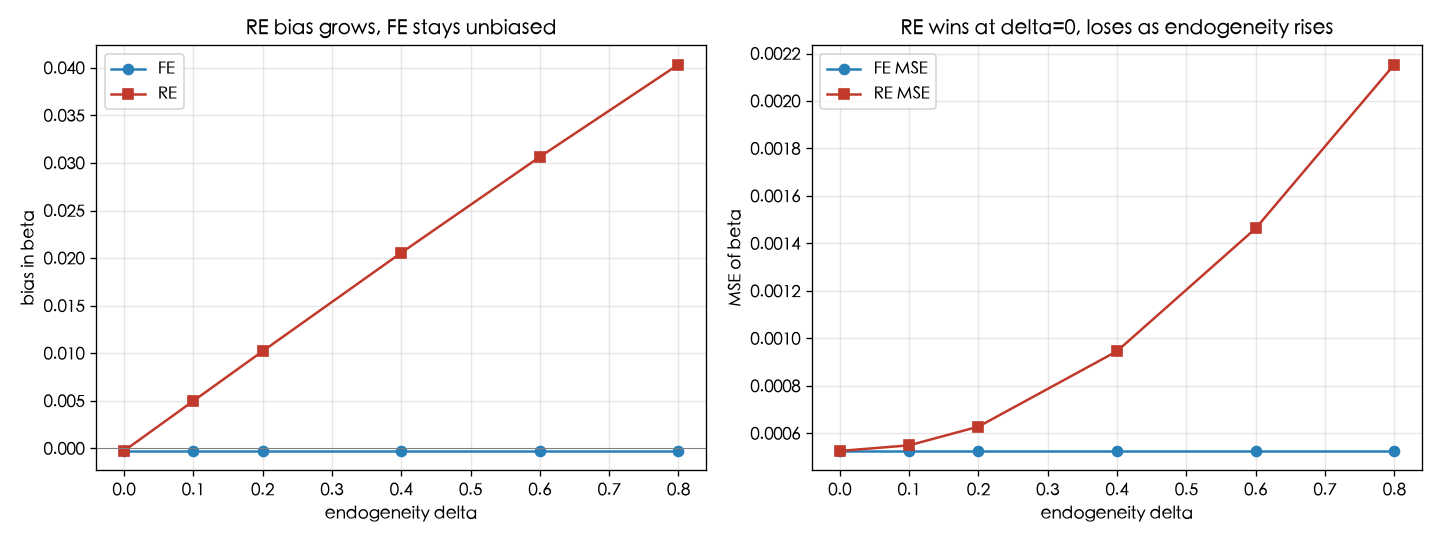 RE bias grows, FE stays unbiased
FE
RE
0.040
0.035
0.030
0.025
0.020
0.015
0.010
0.005
0.000
bias in beta
0.0 0.1 0.2 0.3 0.4 0.5 0.6 0.7 0.8
endogeneity delta
RE wins at delta=0, loses as endogeneity rises
FE MSE
RE MSE
0.0022
0.0020
0.0018
0.0016
0.0014
0.0012
0.0010
0.0008
0.0006
MSE of beta
0.0 0.1 0.2 0.3 0.4 0.5 0.6 0.7 0.8
endogeneity delta